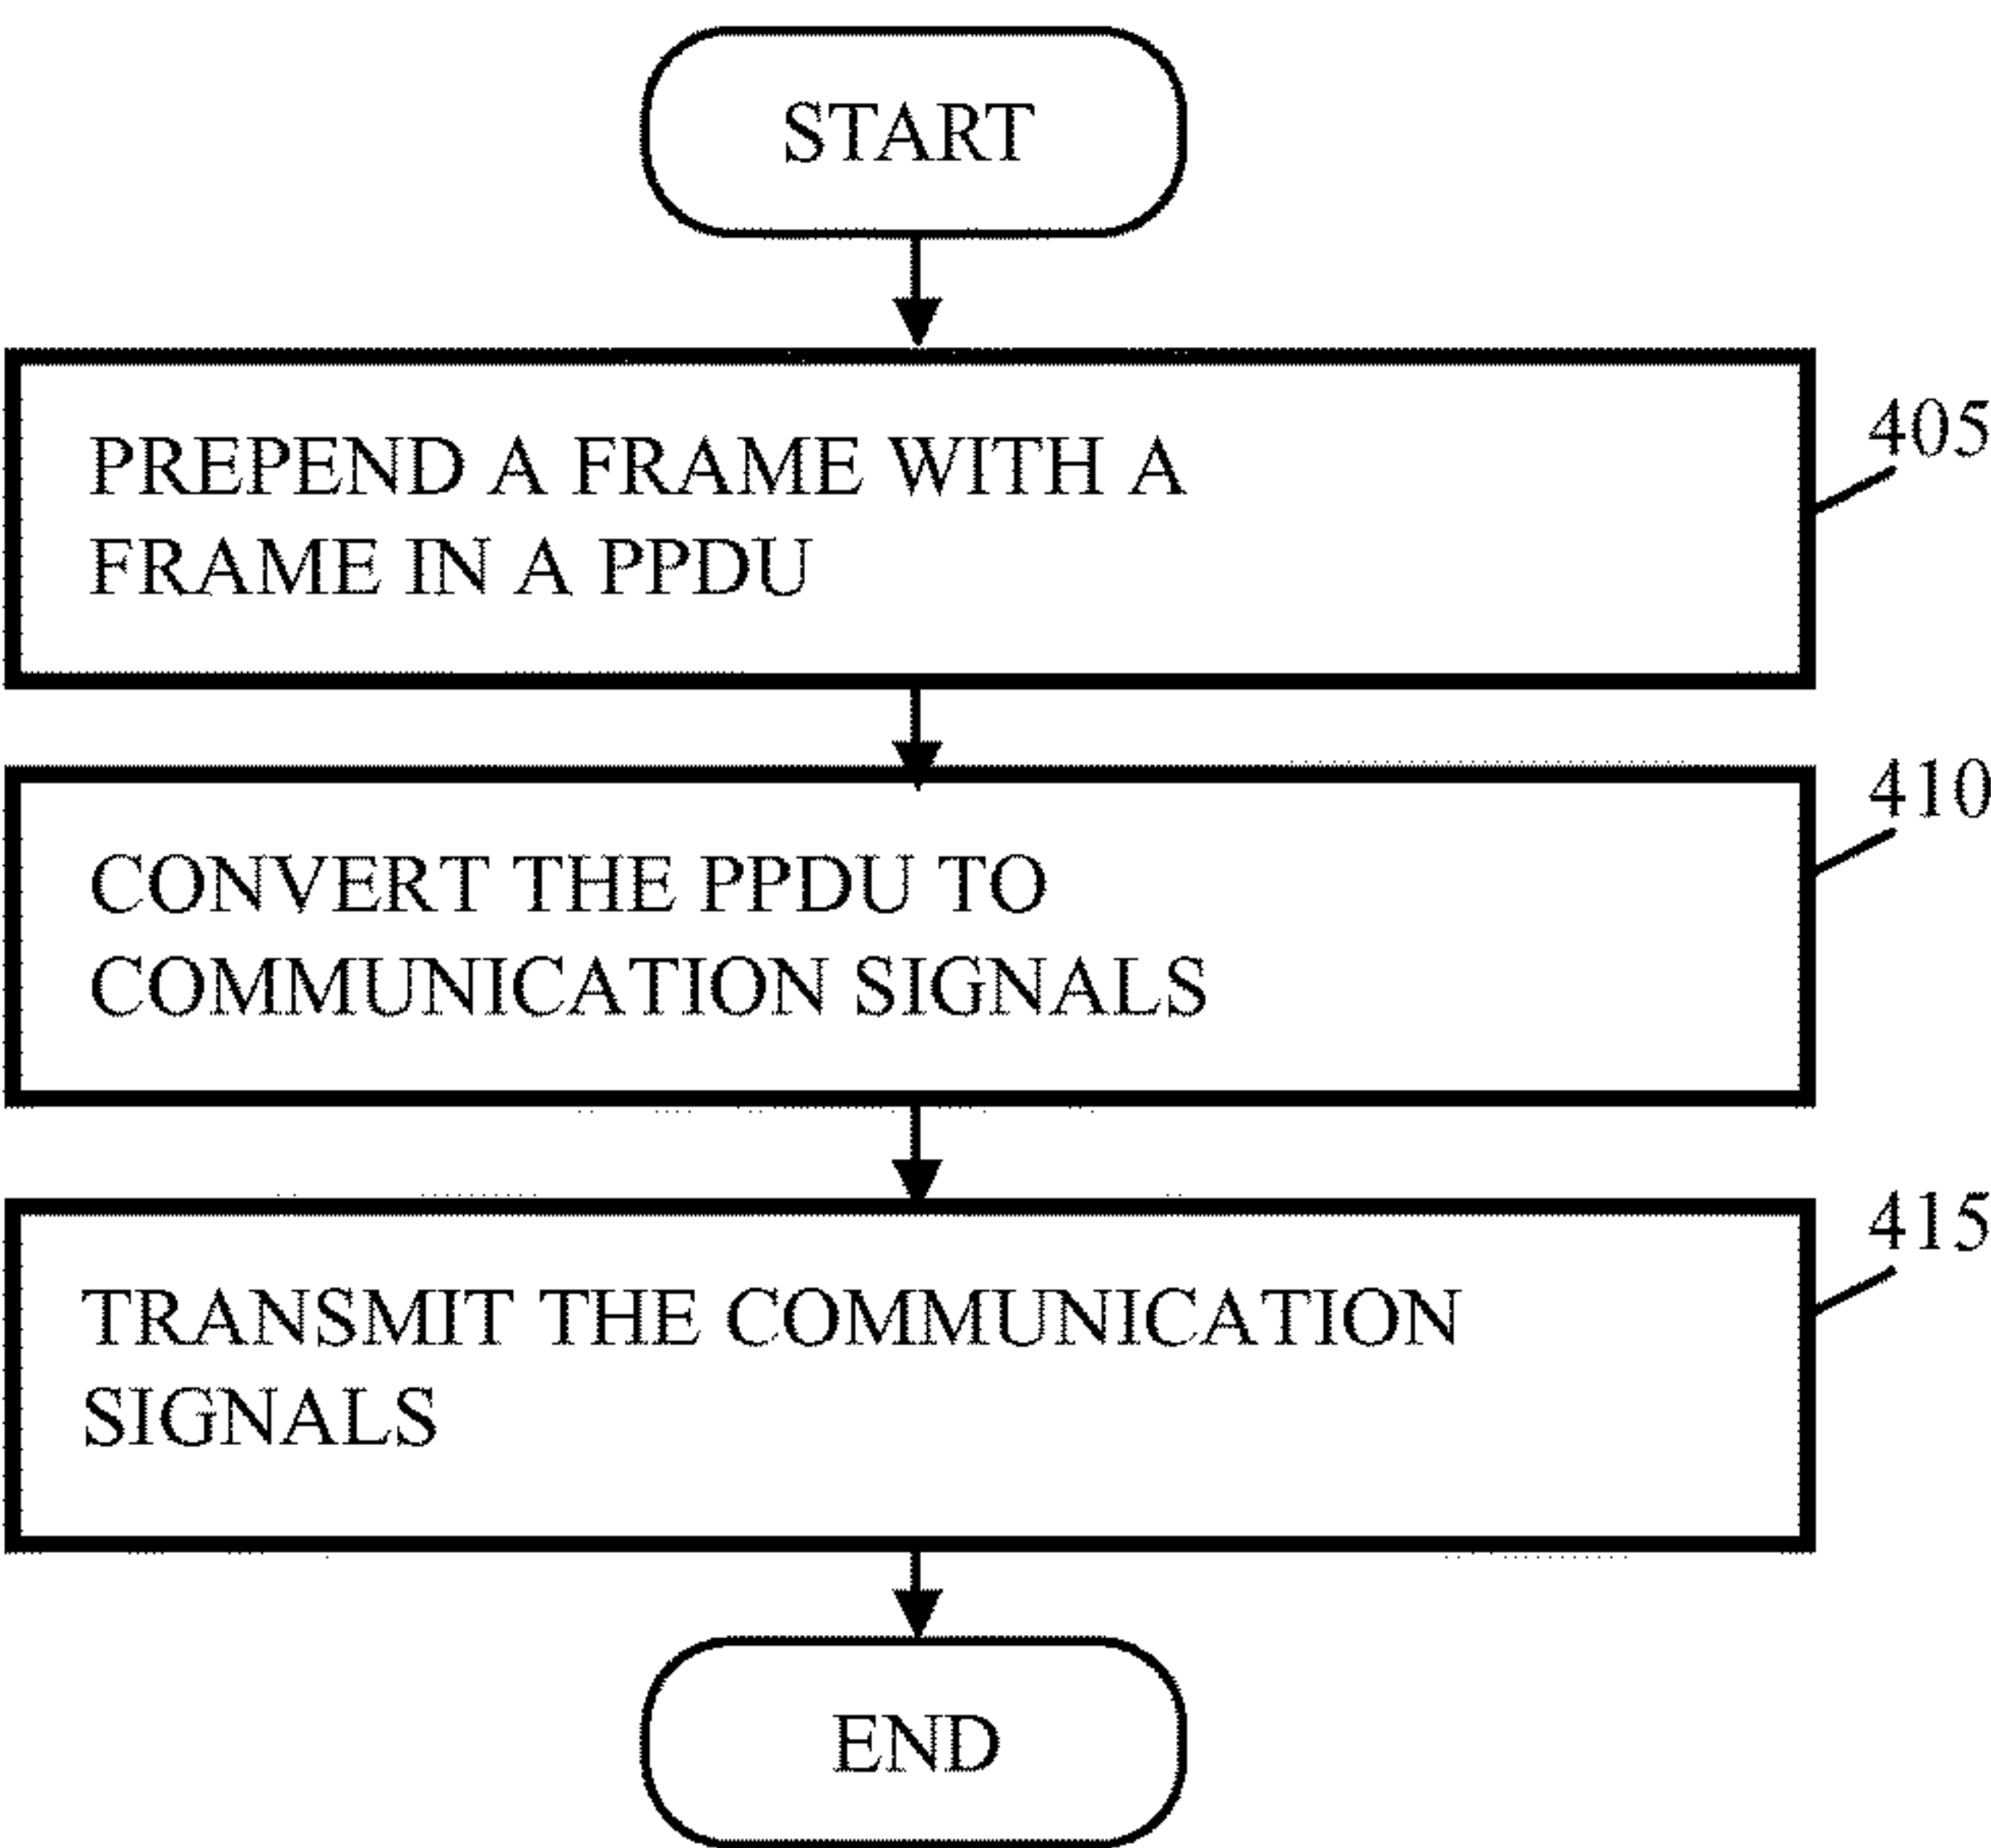 START
405
PREPEND A FRAME WITH A
FRAME IN A PPDU
410
CONVERT THE PPDU TO
COMMUNICATION SIGNALS
415
TRANSMIT THE COMMUNICATION
SIGNALS
END